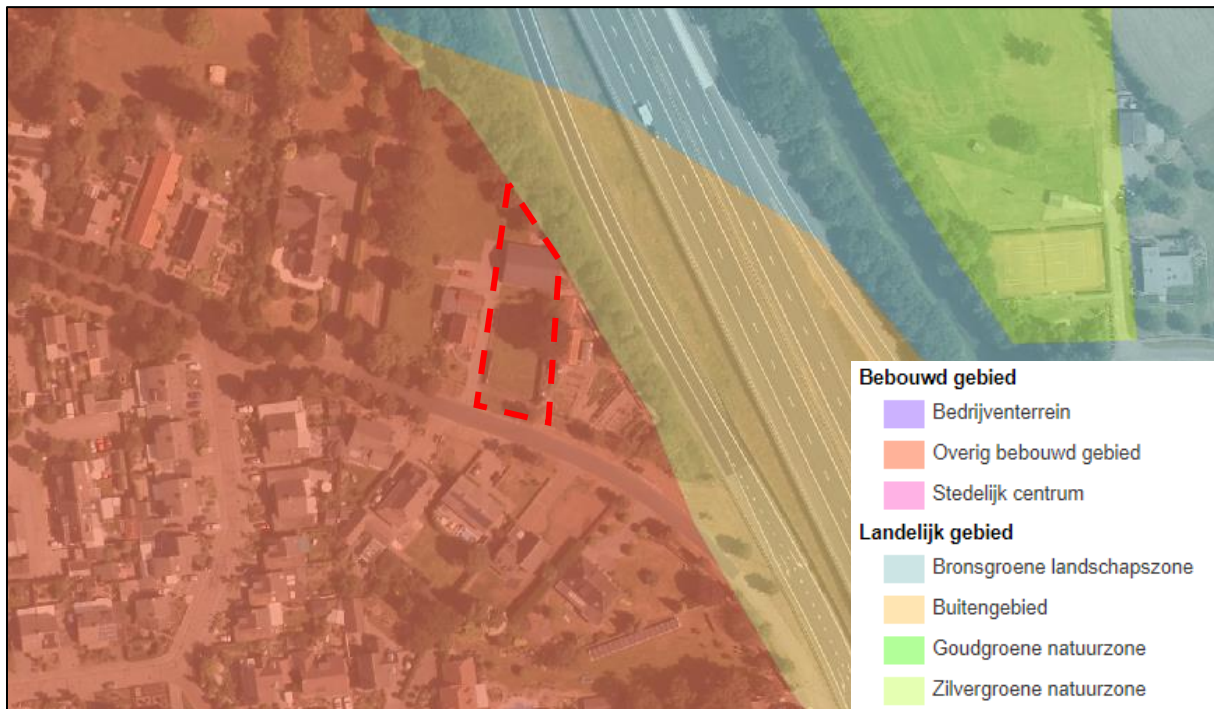 Bebouwd gebied
Bedrijventerrein
Overig bebouwd gebied
Stedelijk centrum
Landelijk gebied
Bronsgroene landschapszone
Buitengebied
Goudgroene natuurzone
Zilvergroene natuurzone